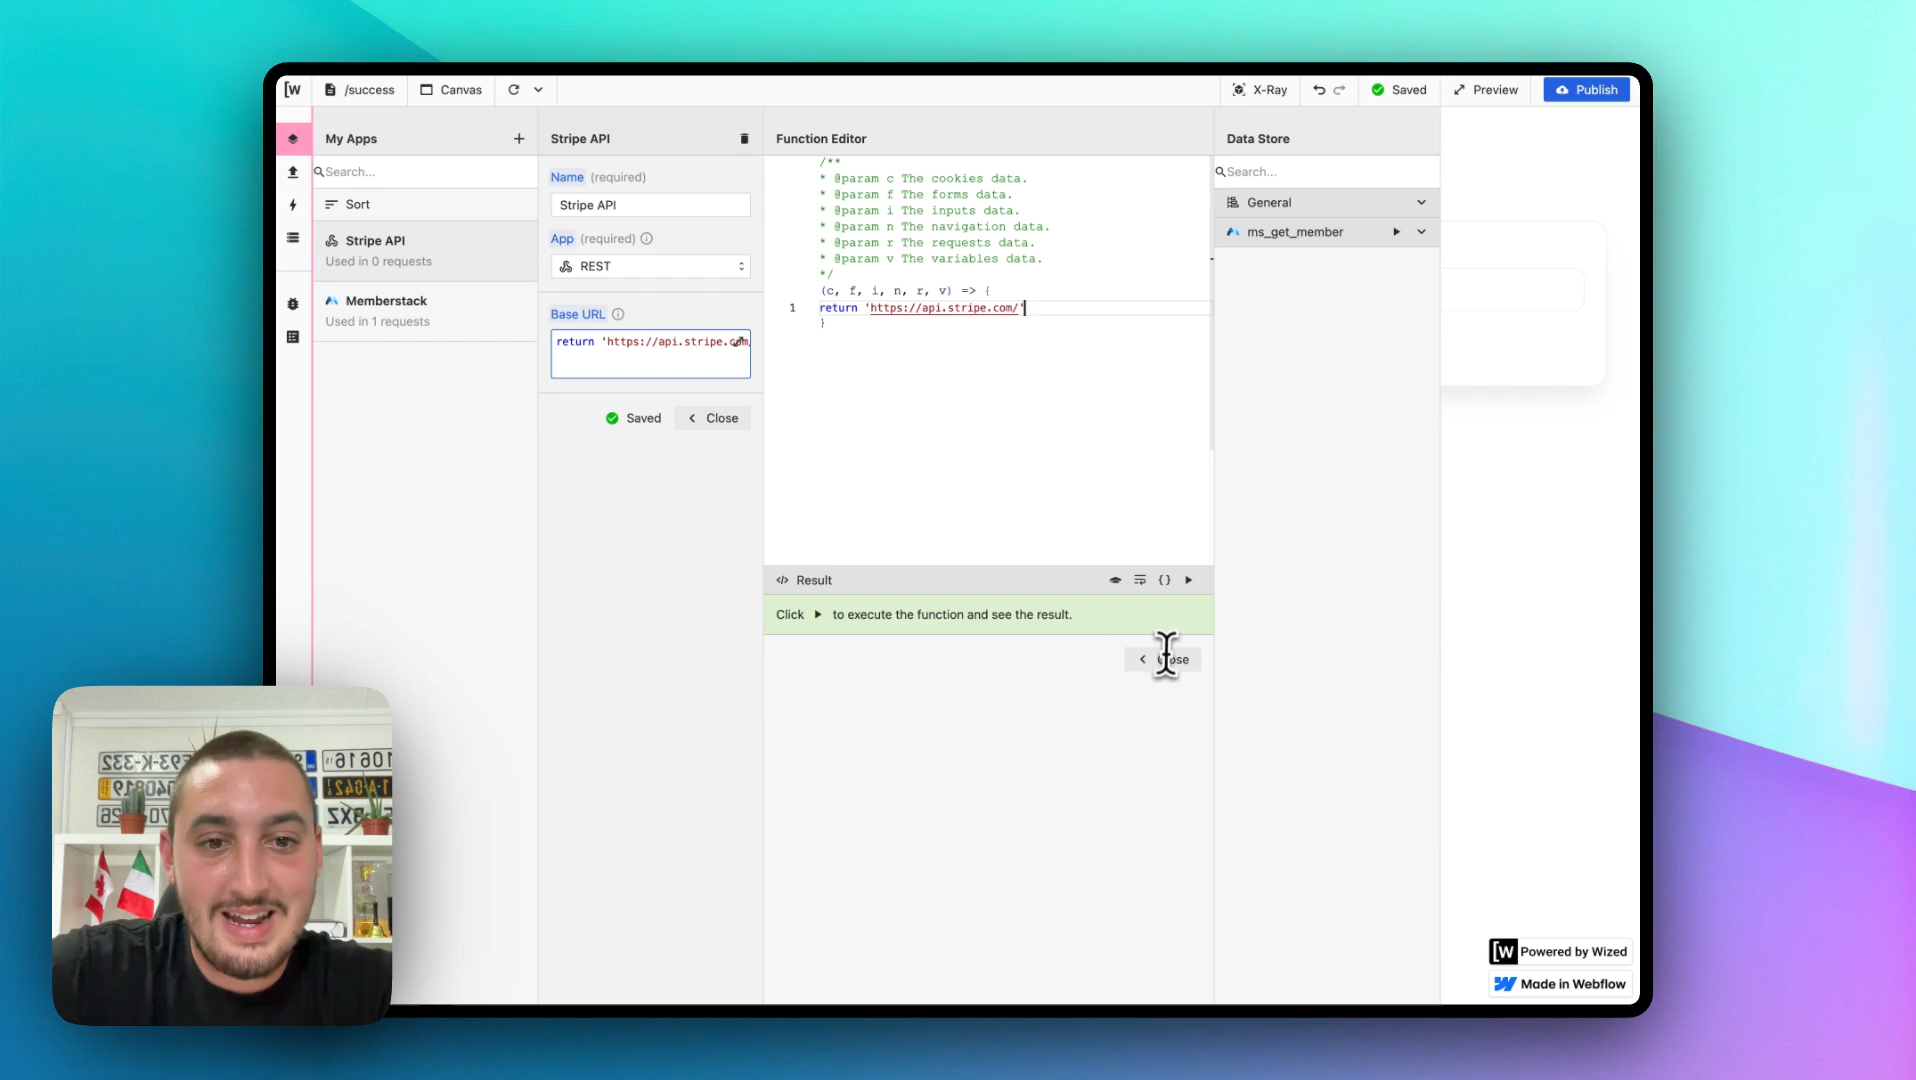 [W /success Canvas X-Ray Saved Preview Publish
My Apps
Search...
Sort
Stripe API
Used in 0 requests
Memberstack
Used in 1 requests
Stripe API
Name (required)
Stripe API
App (required)
REST
Base URL
return 'https://api.stripe.com
Saved Close
Function Editor
/**
* @param c The cookies data.
* @param f The forms data.
* @param i The inputs data.
* @param n The navigation data.
* @param r The requests data.
* @param v The variables data.
*/
(c, f, i, n, r, v) => {
1 return 'https://api.stripe.com/'
}
</> Result {}
Click to execute the function and see the result.
Data Store
Search...
General
ms_get_member
[W Powered by Wized
Made in Webflow